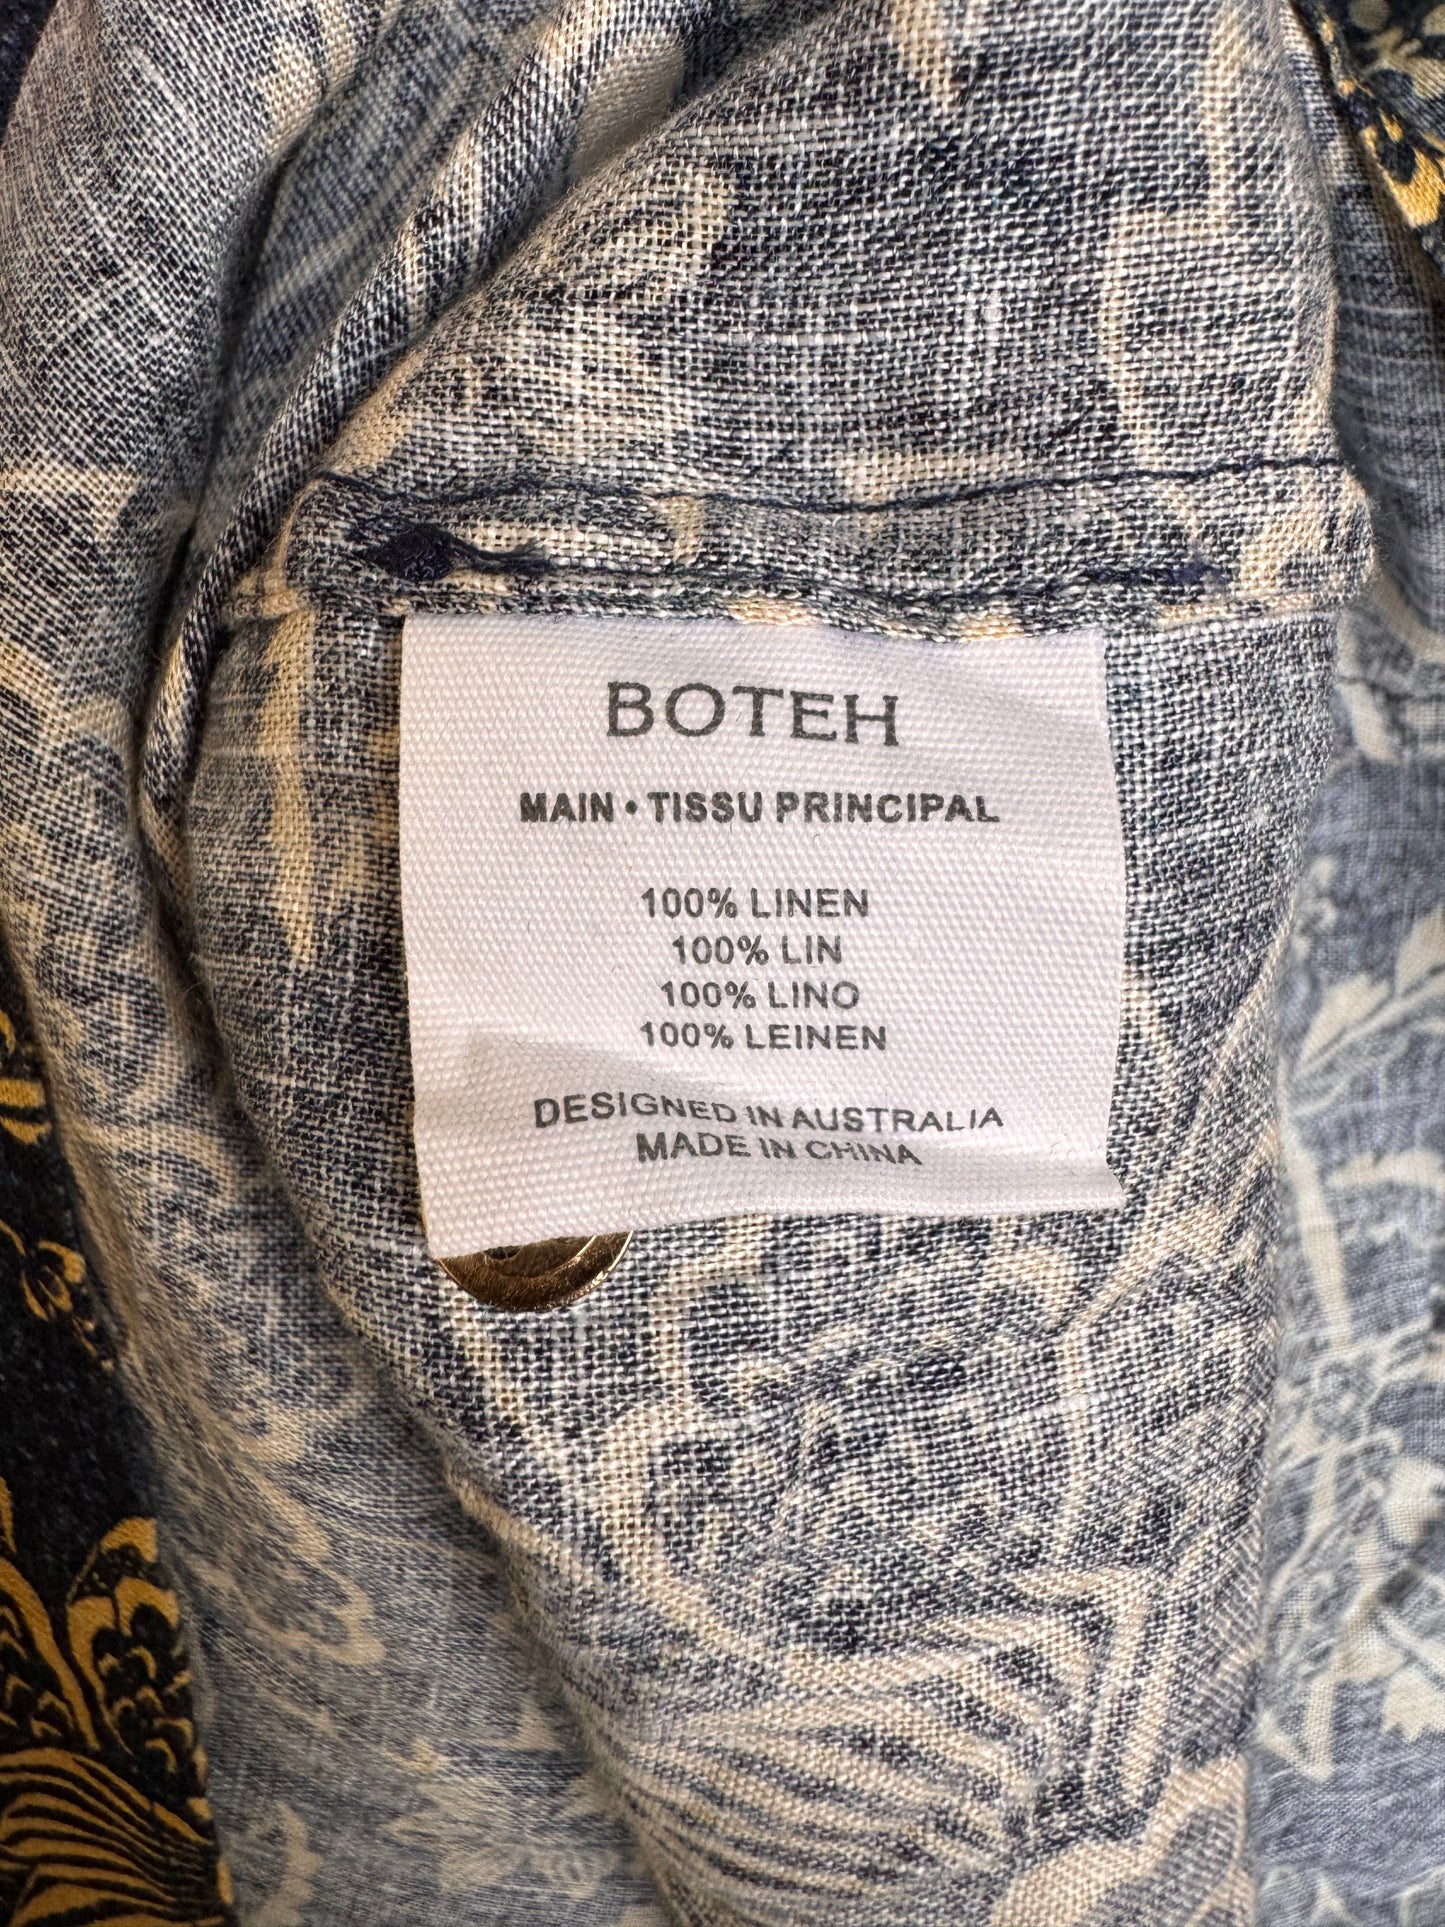 BOTEH
MAIN • TISSU PRINCIPAL
100% LINEN
100% LIN
100% LINO
100% LEINEN
DESIGNED IN AUSTRALIA
MADE IN CHINA